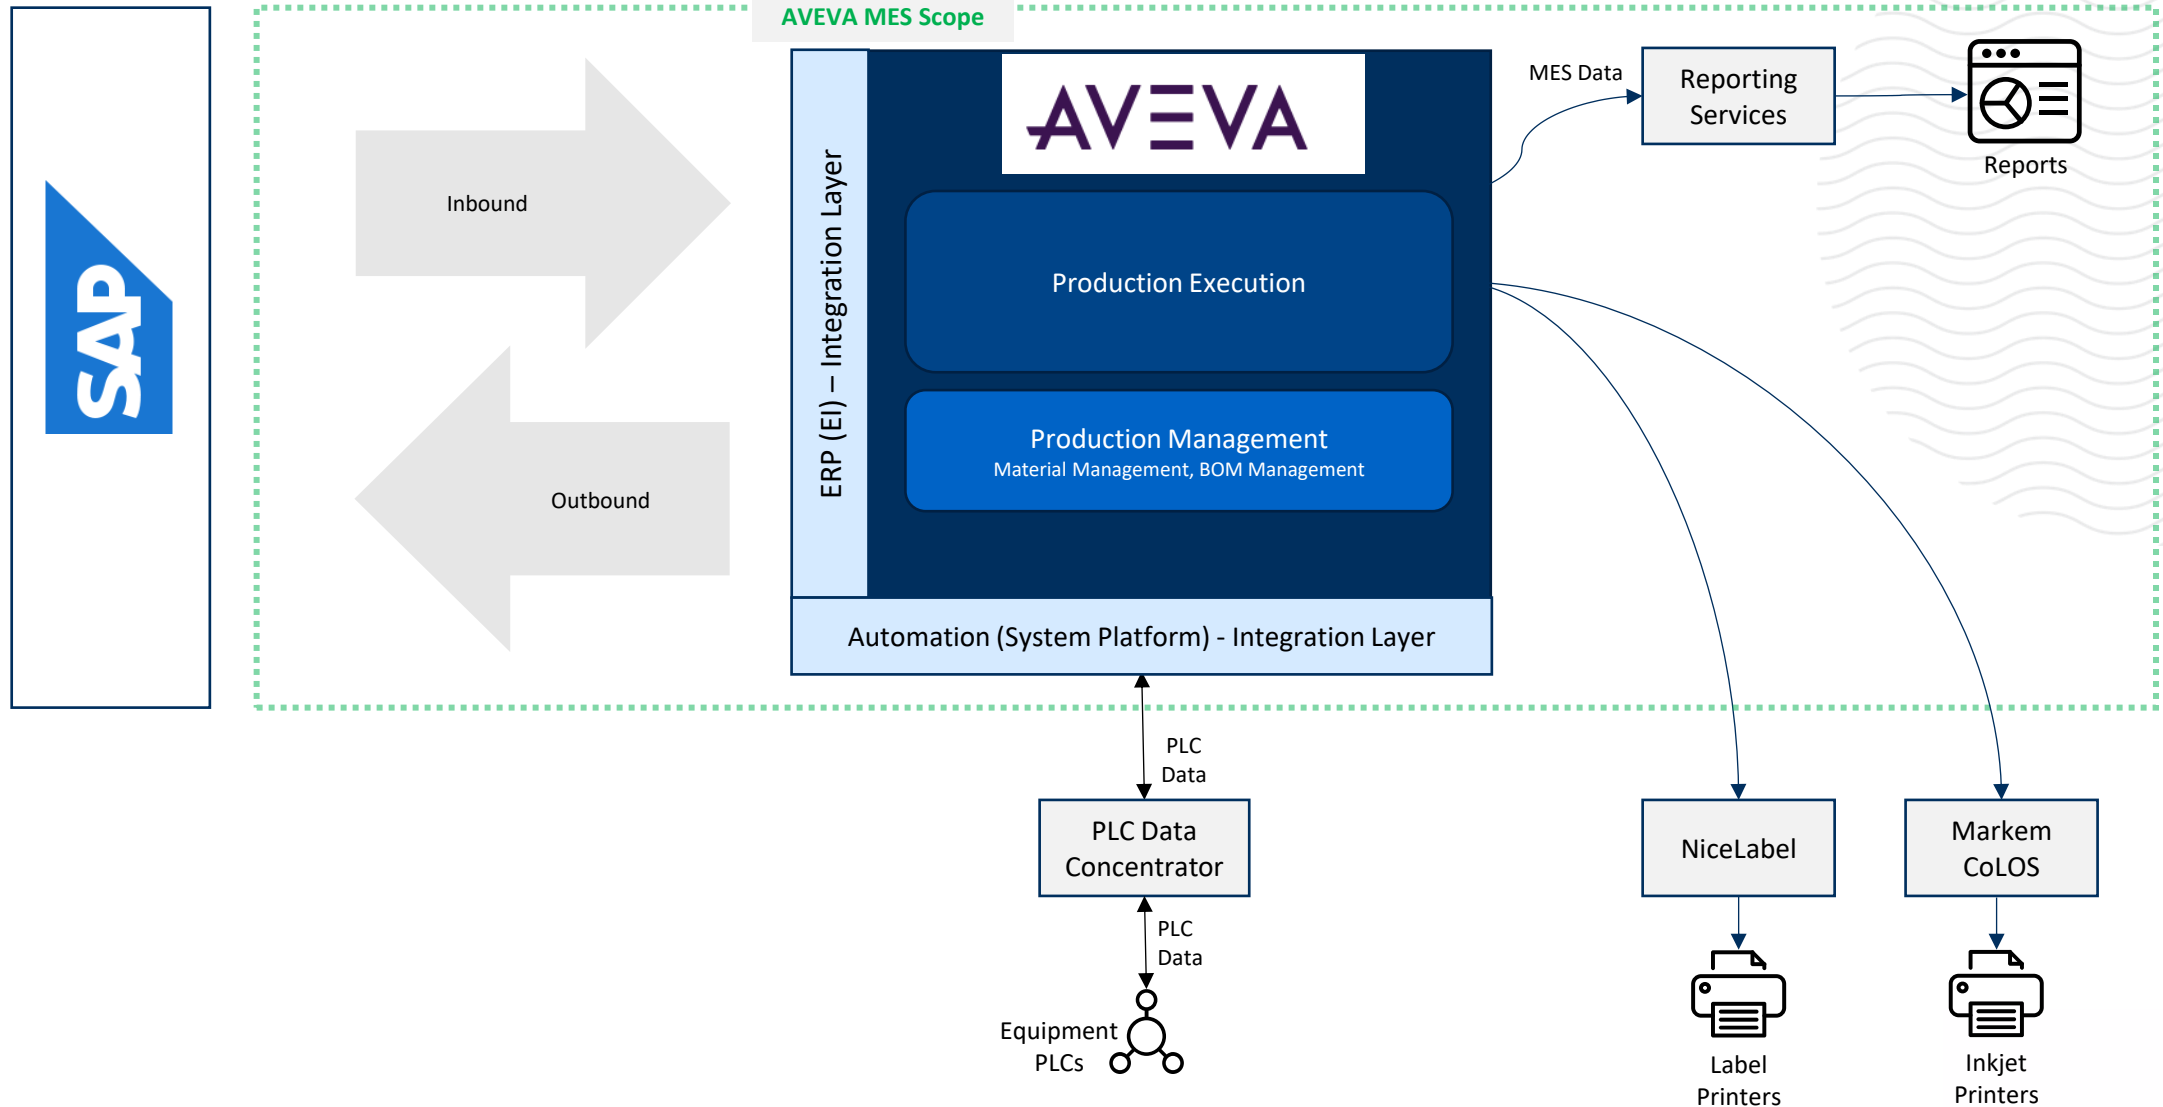 AVEVA MES Scope
SAP
Inbound
Outbound
ERP (EI) – Integration Layer
AVEVA
Production Execution
Production Management
Material Management, BOM Management
Automation (System Platform) - Integration Layer
MES Data
Reporting
Services
Reports
PLC
Data
PLC Data
Concentrator
PLC
Data
Equipment
PLCs
NiceLabel
Markem
CoLOS
Label
Printers
Inkjet
Printers